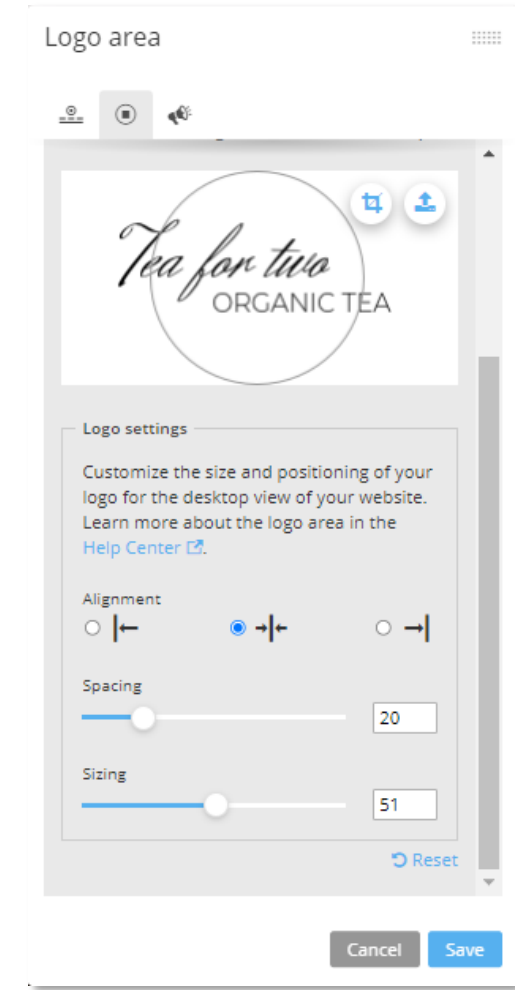 Logo area
Tea for two
ORGANIC TEA
Logo settings
Customize the size and positioning of your
logo for the desktop view of your website.
Learn more about the logo area in the
Help Center.
Alignment
Spacing
20
Sizing
51
Reset
Cancel
Save